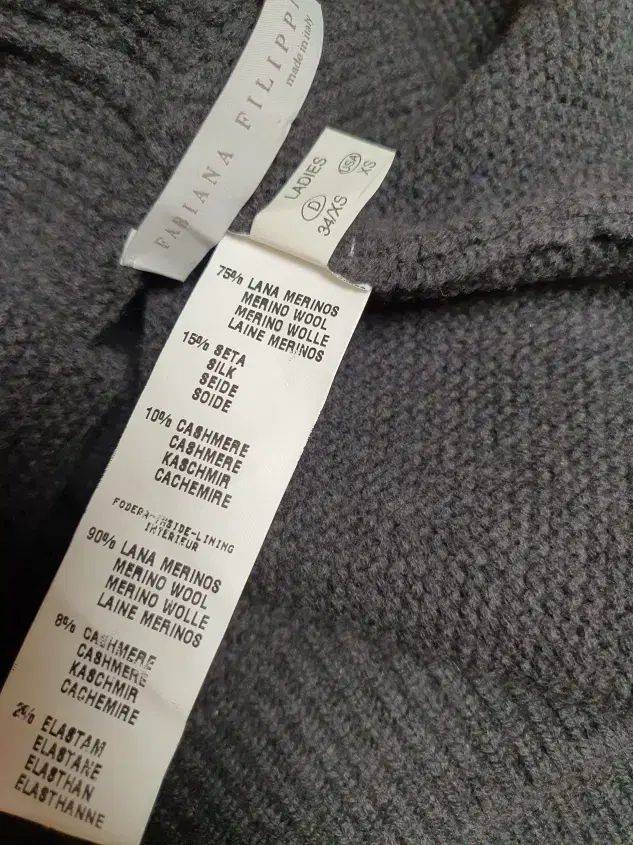 FABIANA FILIPPI
made in italy
LADIES
D USA
34/XS XS
75% LANA MERINOS
MERINO WOOL
MERINO WOLLE
LAINE MERINOS
15% SETA
SILK
SEIDE
SOIDE
10% CASHMERE
CASHMERE
KASCHMIR
CACHEMIRE
FODERA-INSIDE-LINING
INTERIEUR
90% LANA MERINOS
MERINO WOOL
MERINO WOLLE
LAINE MERINOS
8% CASHMERE
CASHMERE
KASCHMIR
CACHEMIRE
2% ELASTAM
ELASTANE
ELASTHAN
ELASTHANNE